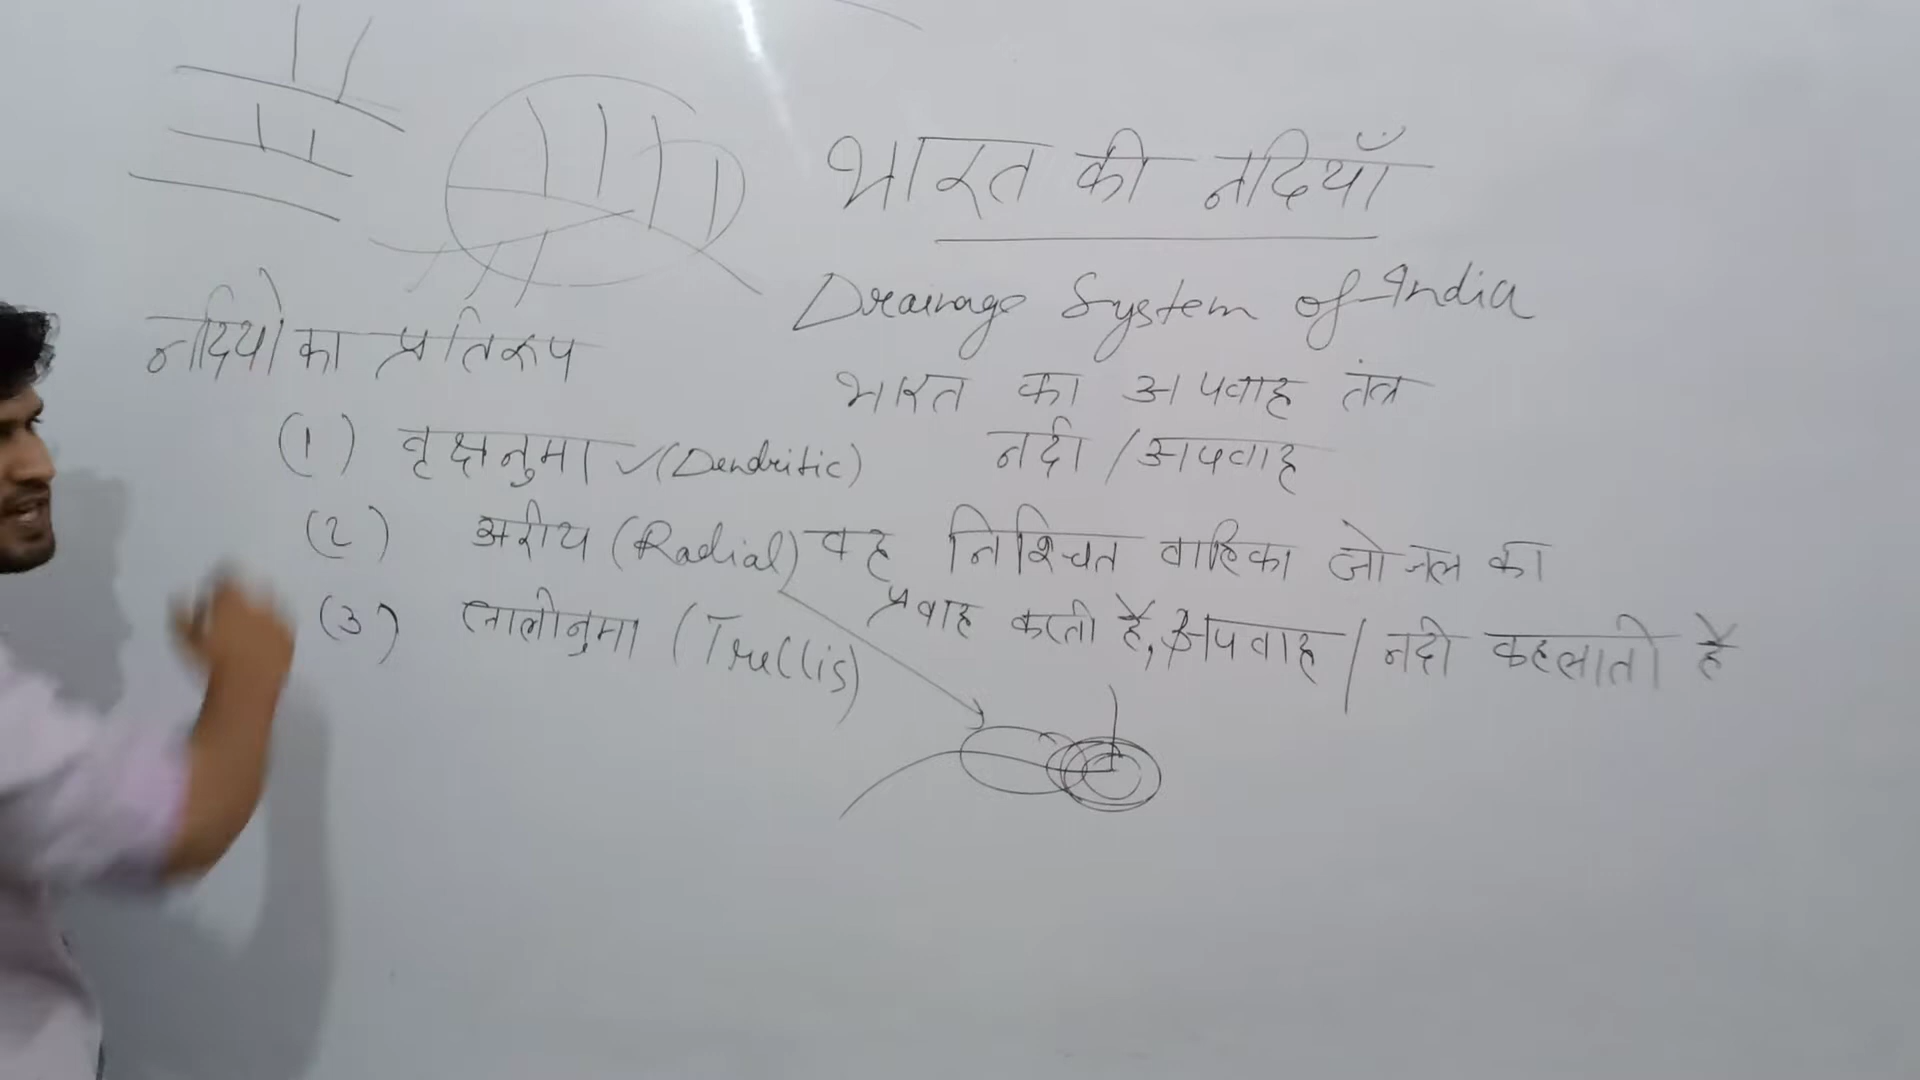 भारत की नदियाँ
Drainage System of India
भारत का अपवाह तंत्र
नदी / अपवाह
वह निश्चित वाहिका जो जल का
प्रवाह करती है, अपवाह / नदी कहलाती है
नदियों का प्रतिरूप
(1) वृक्षनुमा ✓ (Dendritic)
(2) अरीय (Radial)
(3) जालीनुमा (Trellis)